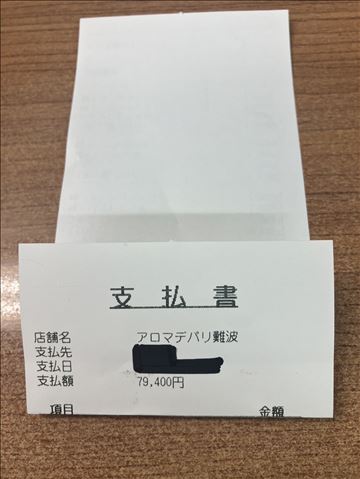 支払書
店舗名 アロマデパリ難波
支払先
支払日
支払額 79,400円
項目 金額